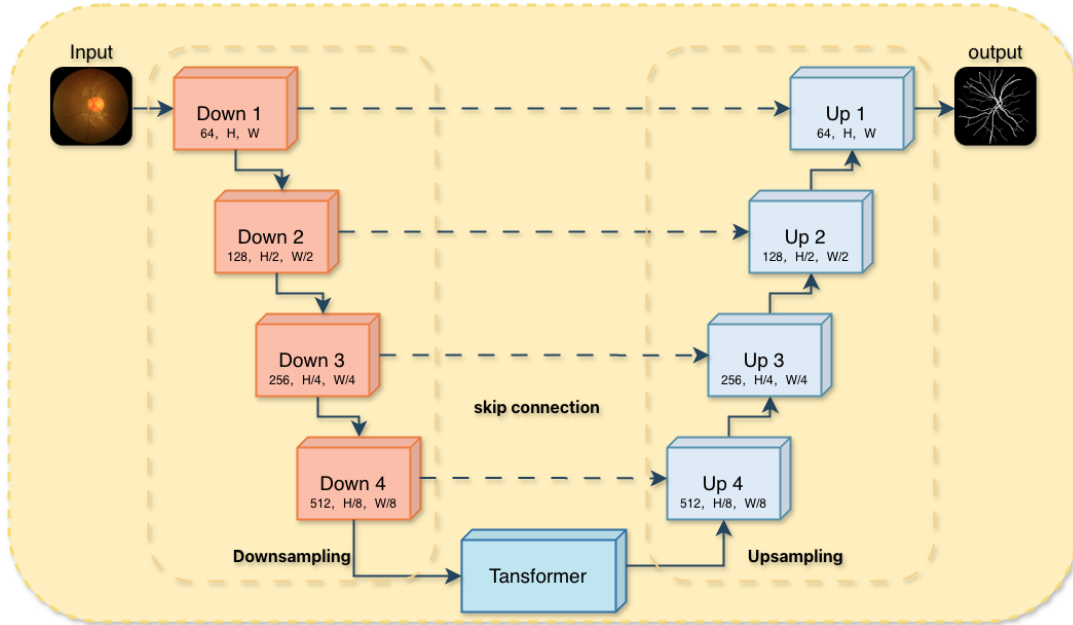 Input
output
Down 1
64, H, W
Up 1
64, H, W
Down 2
128, H/2, W/2
Up 2
128, H/2, W/2
Down 3
256, H/4, W/4
Up 3
256, H/4, W/4
skip connection
Down 4
512, H/8, W/8
Up 4
512, H/8, W/8
Downsampling
Upsampling
Tansformer